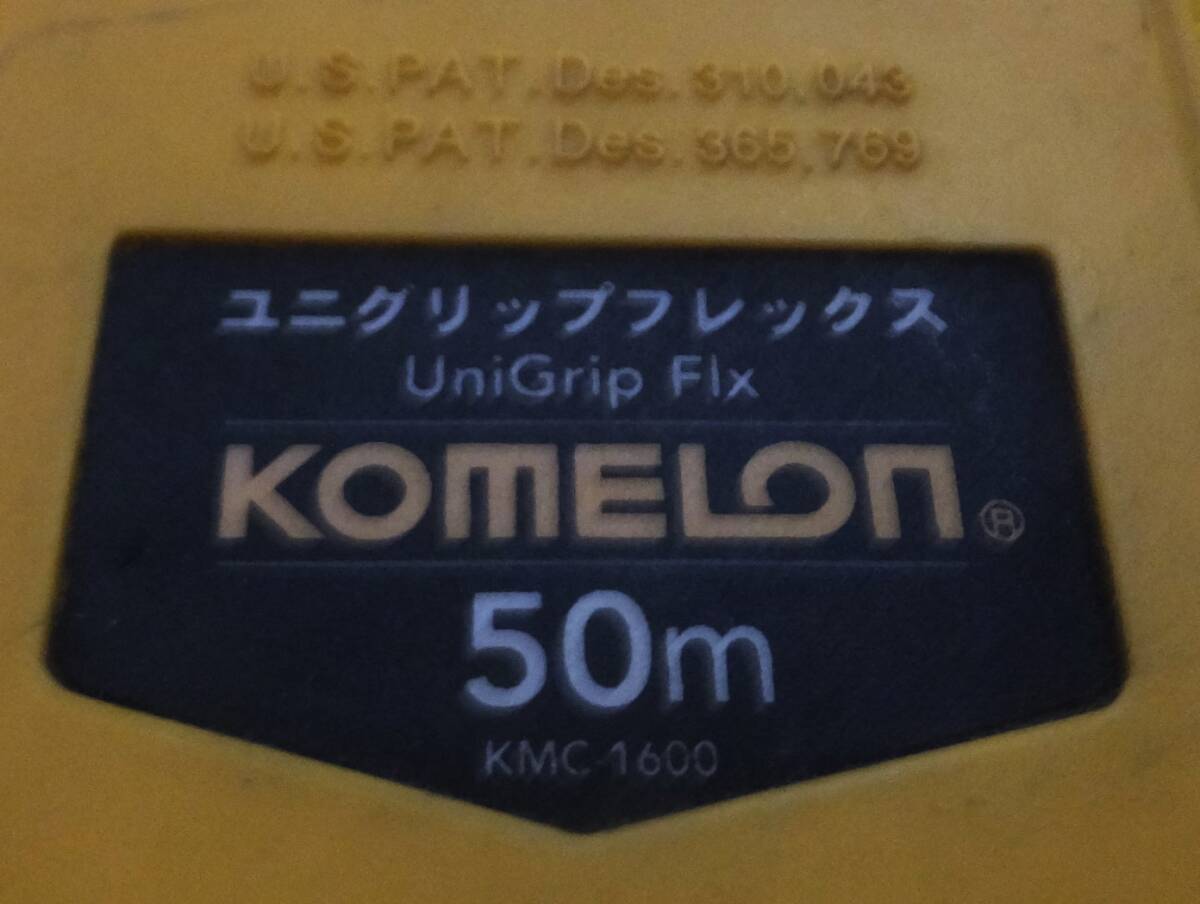 U.S.PAT.Des.310,043
U.S.PAT.Des.365,769
ユニグリップフレックス
UniGrip Flx
KOMELON®
50m
KMC-1600